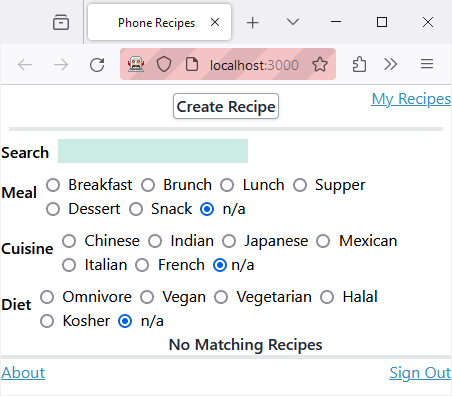 Phone Recipes
localhost:3000
My Recipes
Create Recipe
Search
Meal Breakfast Brunch Lunch Supper
Dessert Snack n/a
Cuisine Chinese Indian Japanese Mexican
Italian French n/a
Diet Omnivore Vegan Vegetarian Halal
Kosher n/a
No Matching Recipes
About Sign Out